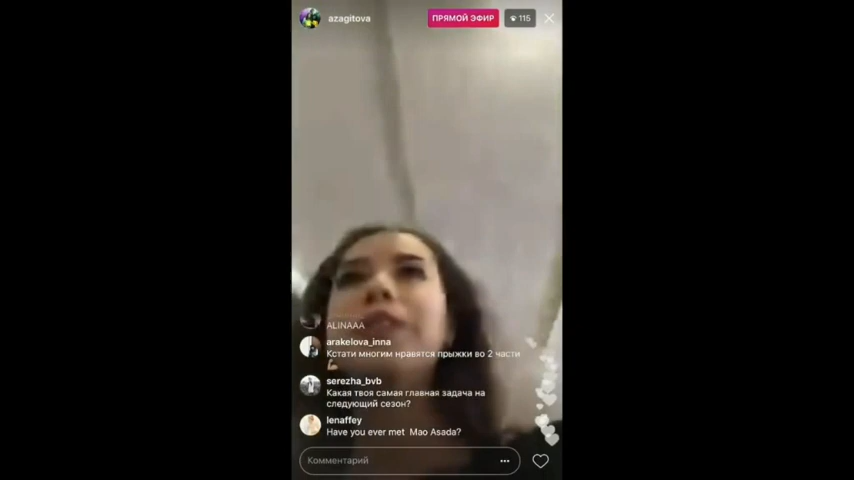 azagitova
ПРЯМОЙ ЭФИР
115
ALINAAA
arakelova_inna
Кстати многим нравятся прыжки во 2 части
serezha_bvb
Какая твоя самая главная задача на
следующий сезон?
lenaffey
Have you ever met Mao Asada?
Комментарий